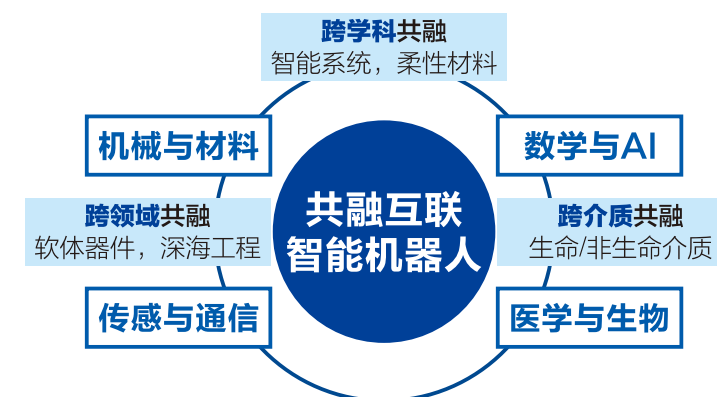 跨学科共融
智能系统，柔性材料
机械与材料
数学与AI
跨领域共融
软体器件，深海工程
共融互联
智能机器人
跨介质共融
生命/非生命介质
传感与通信
医学与生物